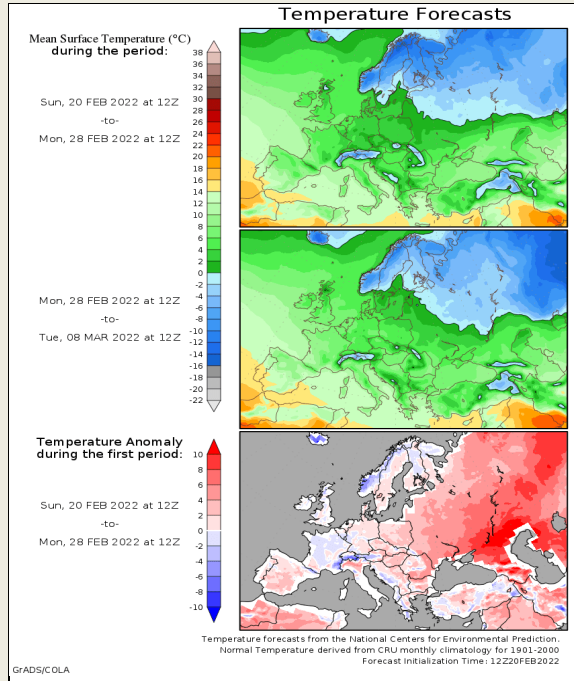 Temperature Forecasts
Mean Surface Temperature (°C)
during the period:
Sun, 20 FEB 2022 at 12Z
-to-
Mon, 28 FEB 2022 at 12Z
38
36
34
32
30
28
26
24
22
20
18
16
14
12
10
8
6
4
2
0
-2
-4
-6
-8
-10
-12
-14
-16
-18
-20
-22
Mon, 28 FEB 2022 at 12Z
-to-
Tue, 08 MAR 2022 at 12Z
Temperature Anomaly
during the first period:
Sun, 20 FEB 2022 at 12Z
-to-
Mon, 28 FEB 2022 at 12Z
10
8
6
4
2
0
-2
-4
-6
-8
-10
Temperature forecasts from the National Centers for Environmental Prediction.
Normal Temperature derived from CRU monthly climatology for 1901-2000
Forecast Initialization Time: 12Z20FEB2022
GrADS/COLA